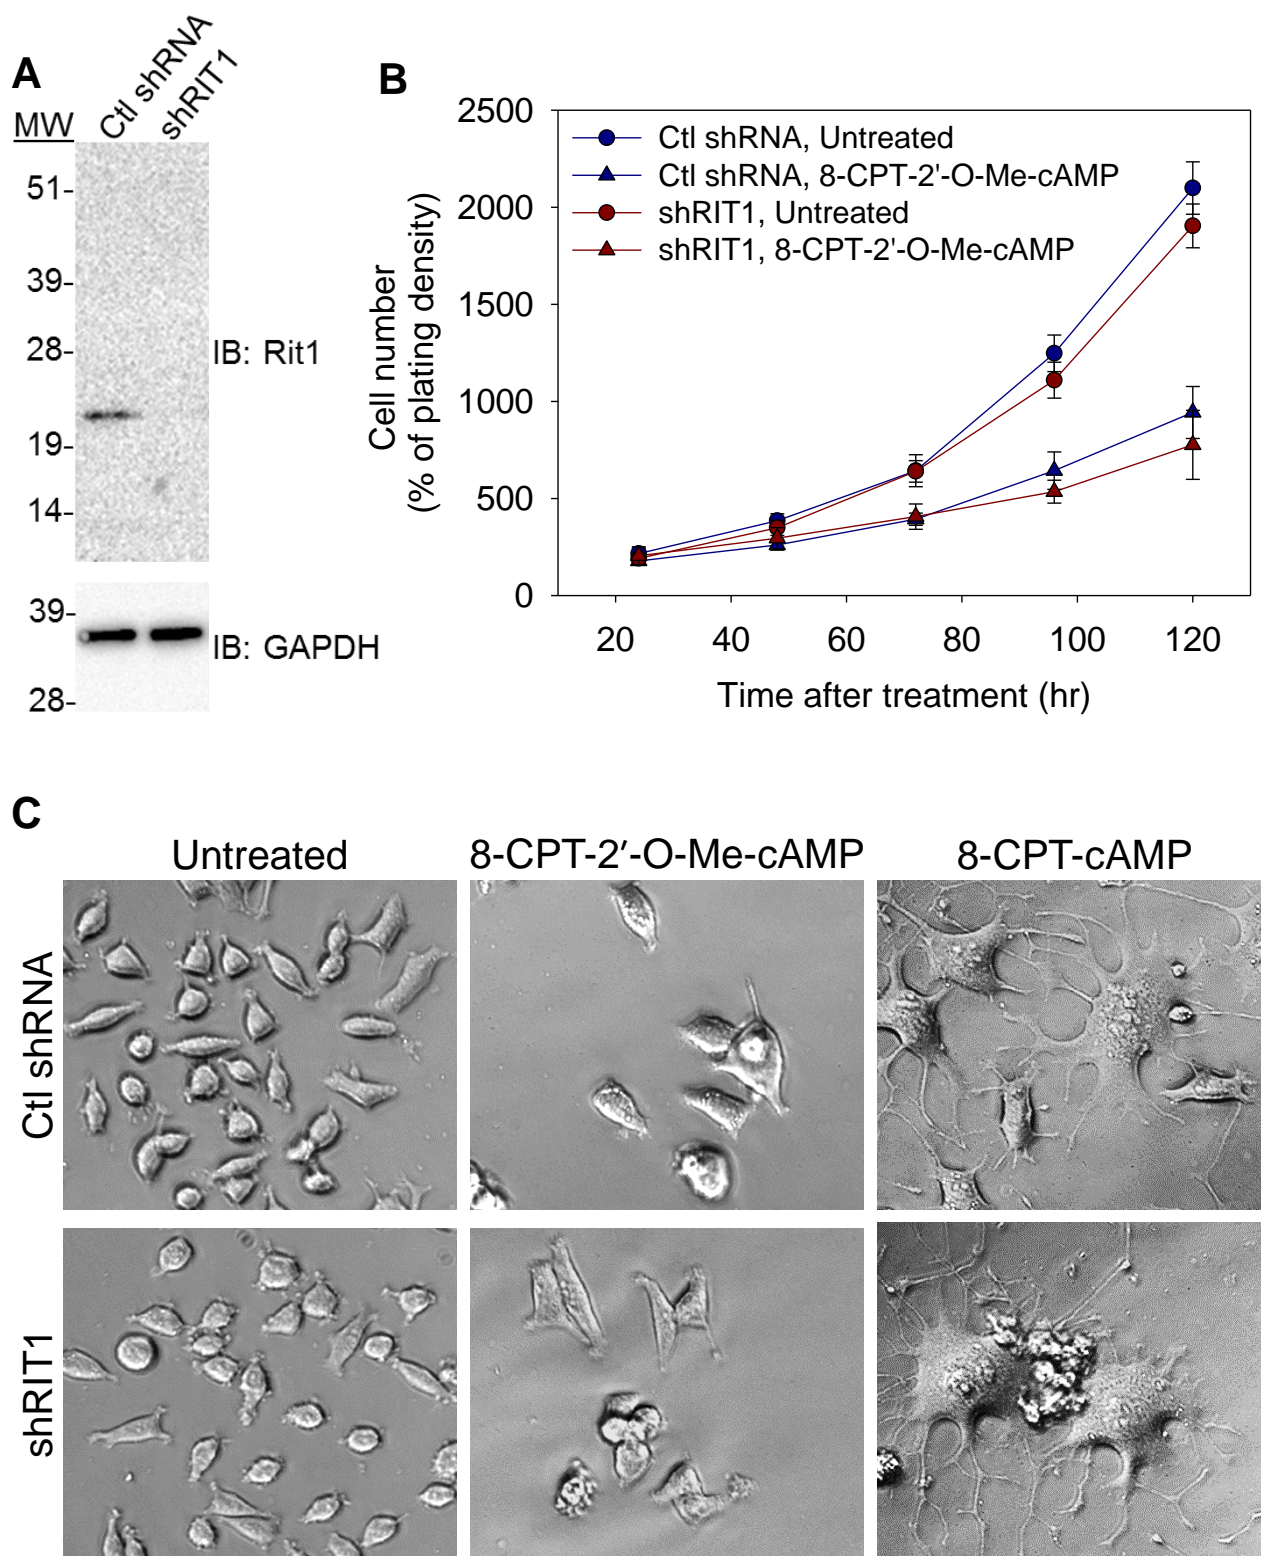 A
Ctl shRNA
shRIT1
MW
51-
39-
28-
19-
14-
IB: Rit1
39-
28-
IB: GAPDH
B
2500
2000
1500
1000
500
0
Cell number
(% of plating density)
Ctl shRNA, Untreated
Ctl shRNA, 8-CPT-2'-O-Me-cAMP
shRIT1, Untreated
shRIT1, 8-CPT-2'-O-Me-cAMP
20 40 60 80 100 120
Time after treatment (hr)
C
Untreated 8-CPT-2′-O-Me-cAMP 8-CPT-cAMP
Ctl shRNA
shRIT1